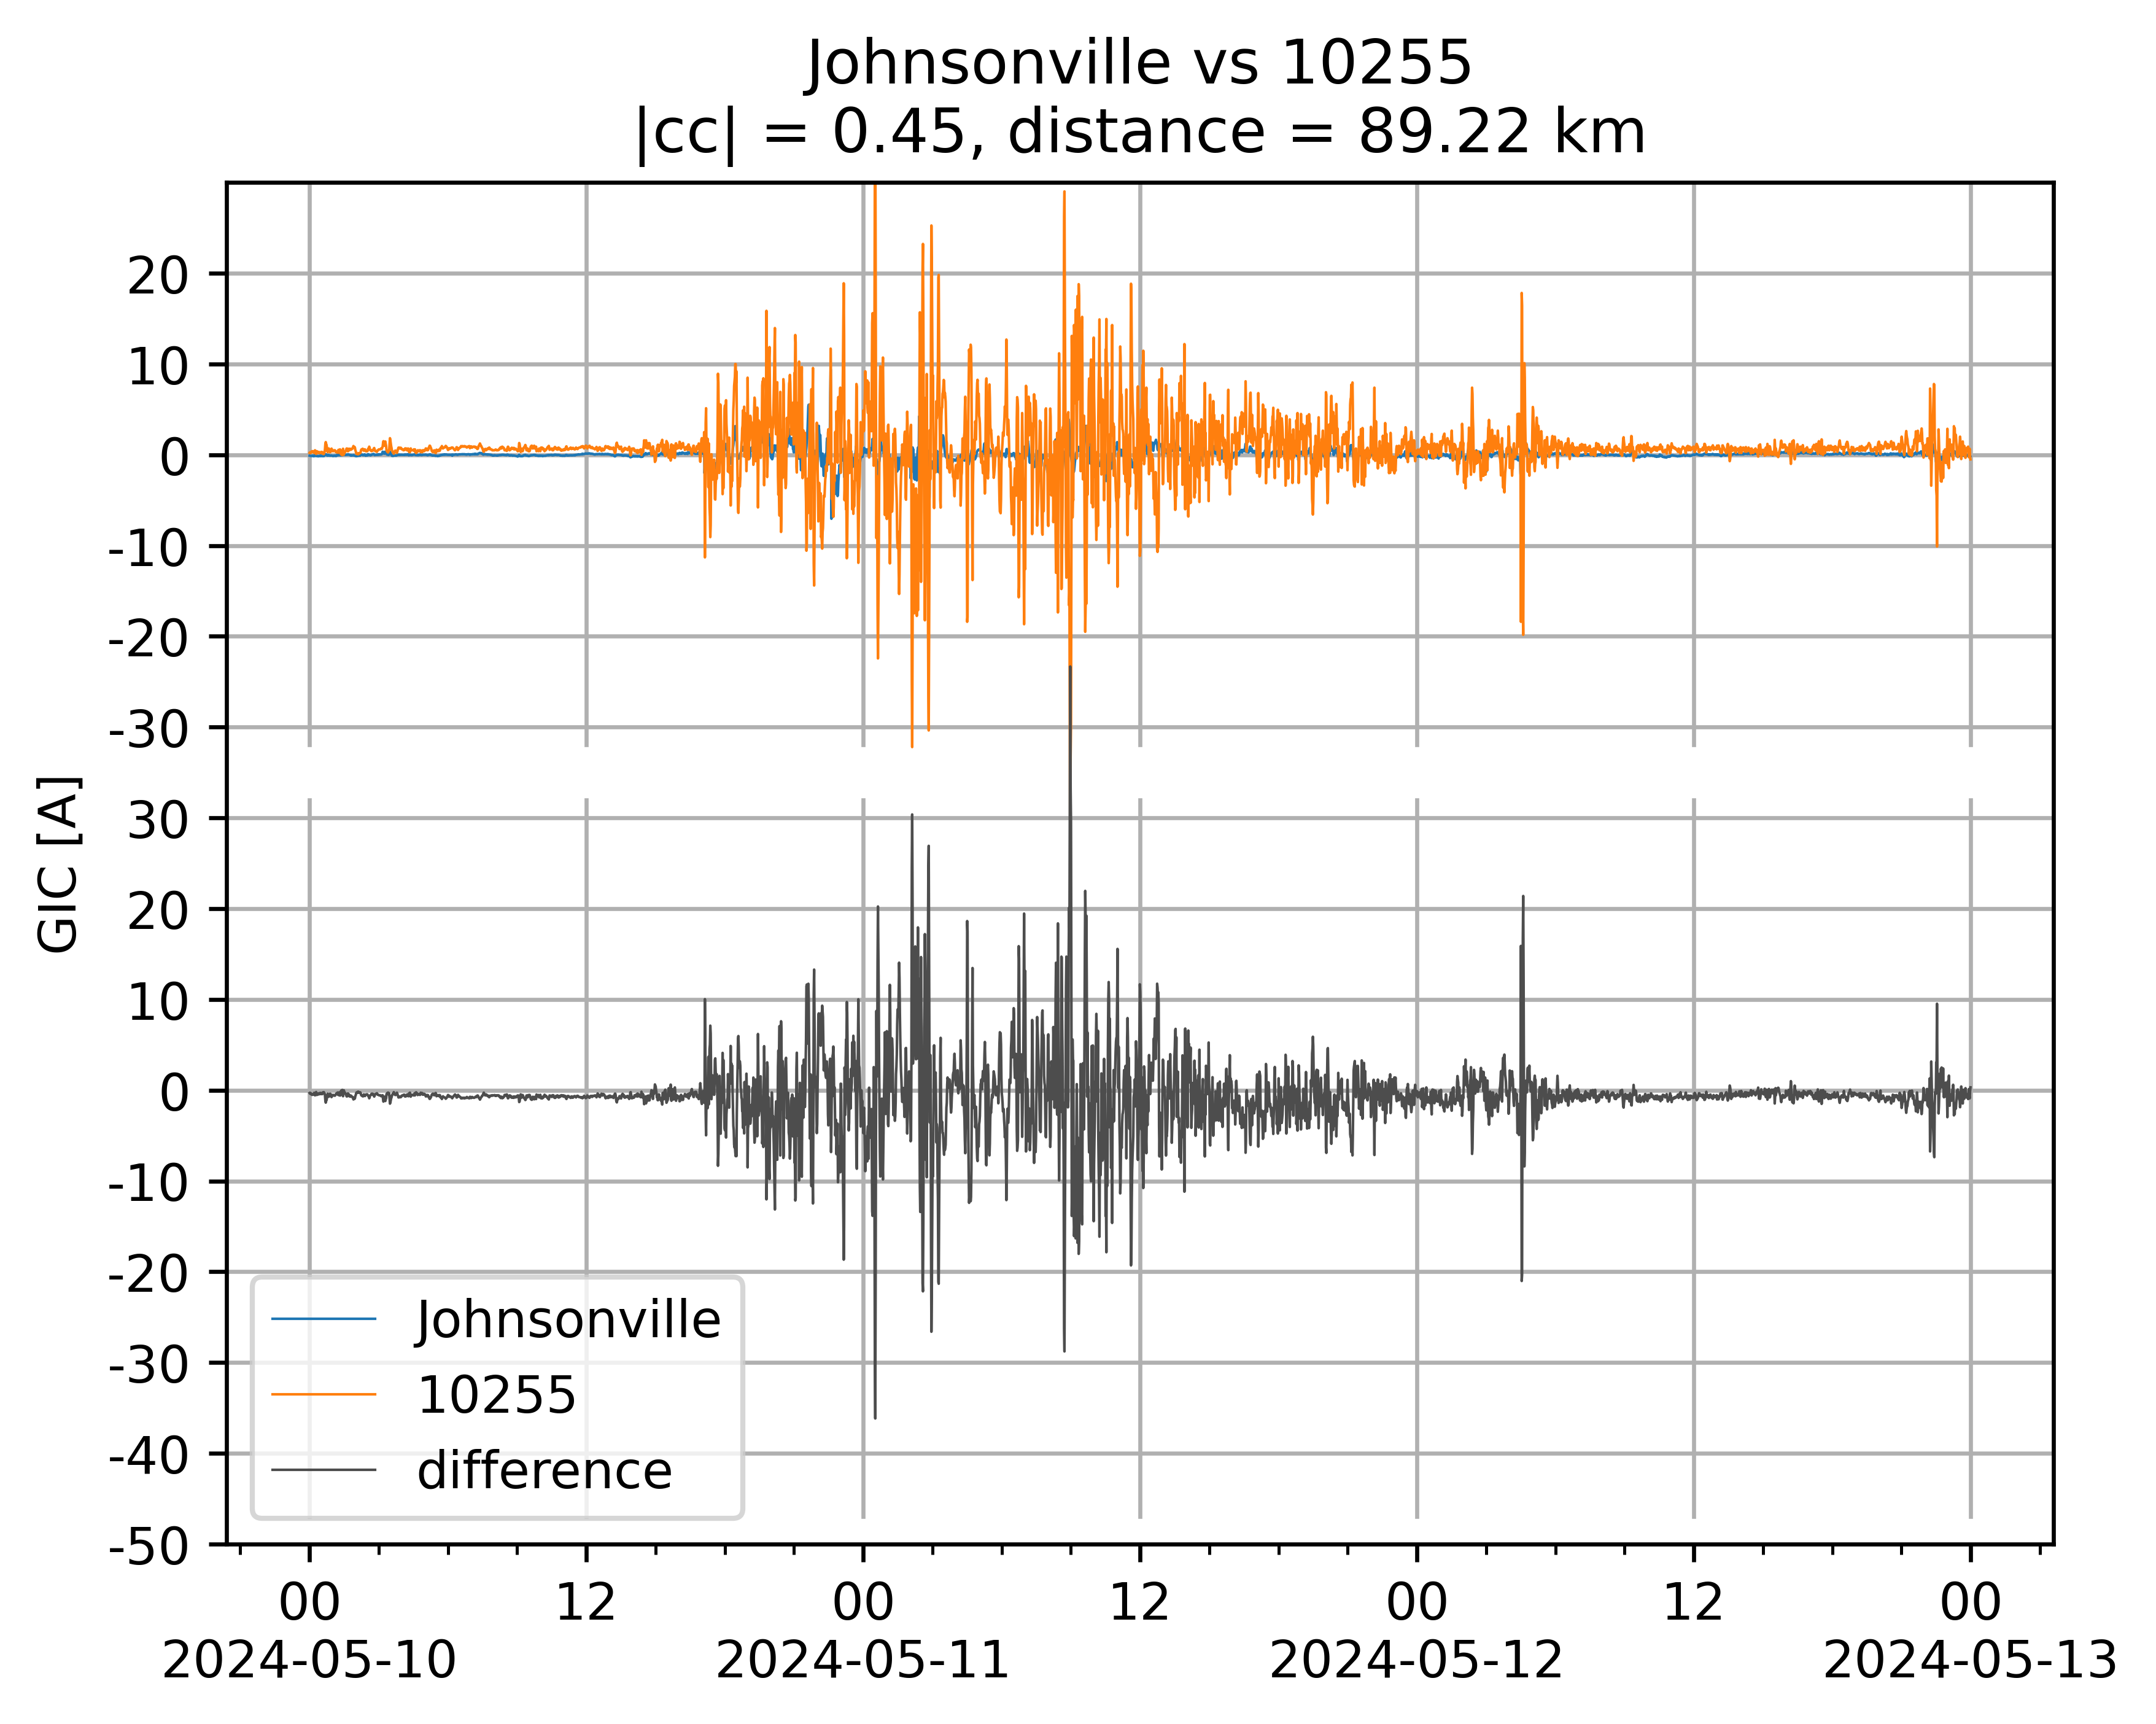 Johnsonville vs 10255
|cc| = 0.45, distance = 89.22 km
GIC [A]
20
10
0
-10
-20
-30
30
20
10
0
-10
-20
-30
-40
-50
Johnsonville
10255
difference
00 12 00 12 00 12 00
2024-05-10 2024-05-11 2024-05-12 2024-05-13